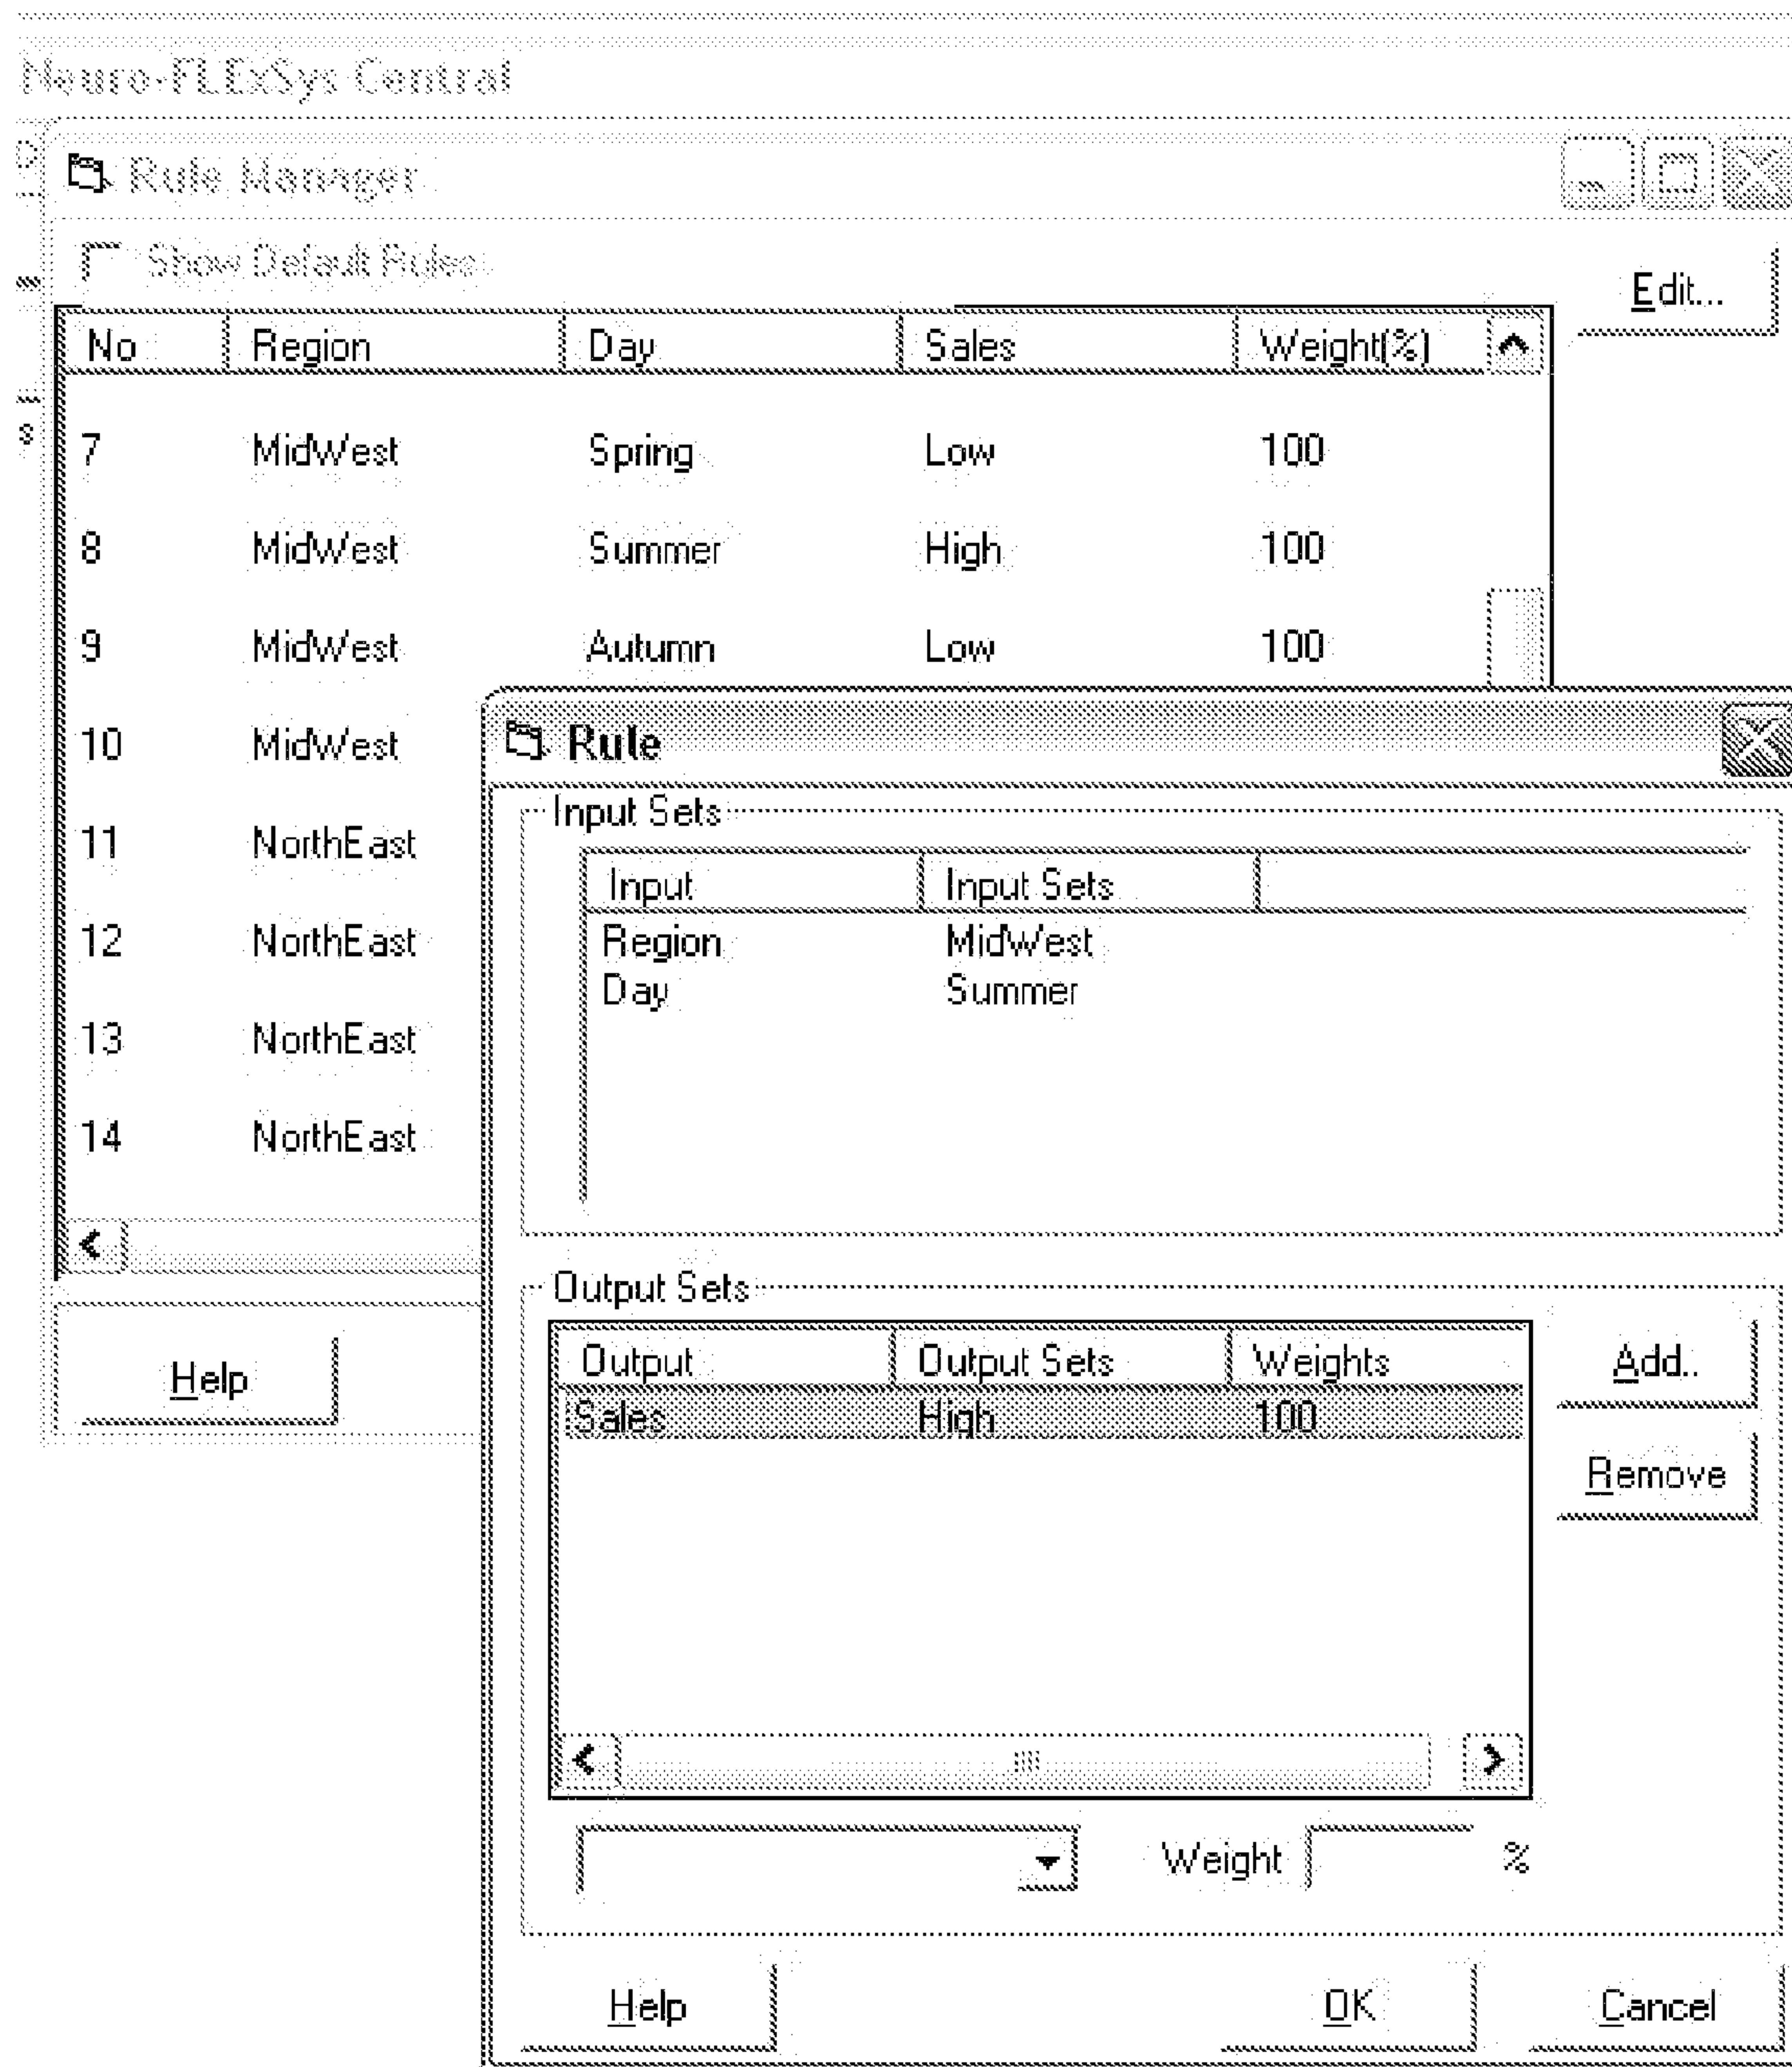 Neuro-FLExSys Central
Rule Manager
Show Default Rules
Edit...
No Region Day Sales Weight(%)
7 MidWest Spring Low 100
8 MidWest Summer High 100
9 MidWest Autumn Low 100
10 MidWest
11 NorthEast
12 NorthEast
13 NorthEast
14 NorthEast
Help
Rule
Input Sets
Input Input Sets
Region MidWest
Day Summer
Output Sets
Output Output Sets Weights
Sales High 100
Add..
Remove
Weight %
Help OK Cancel